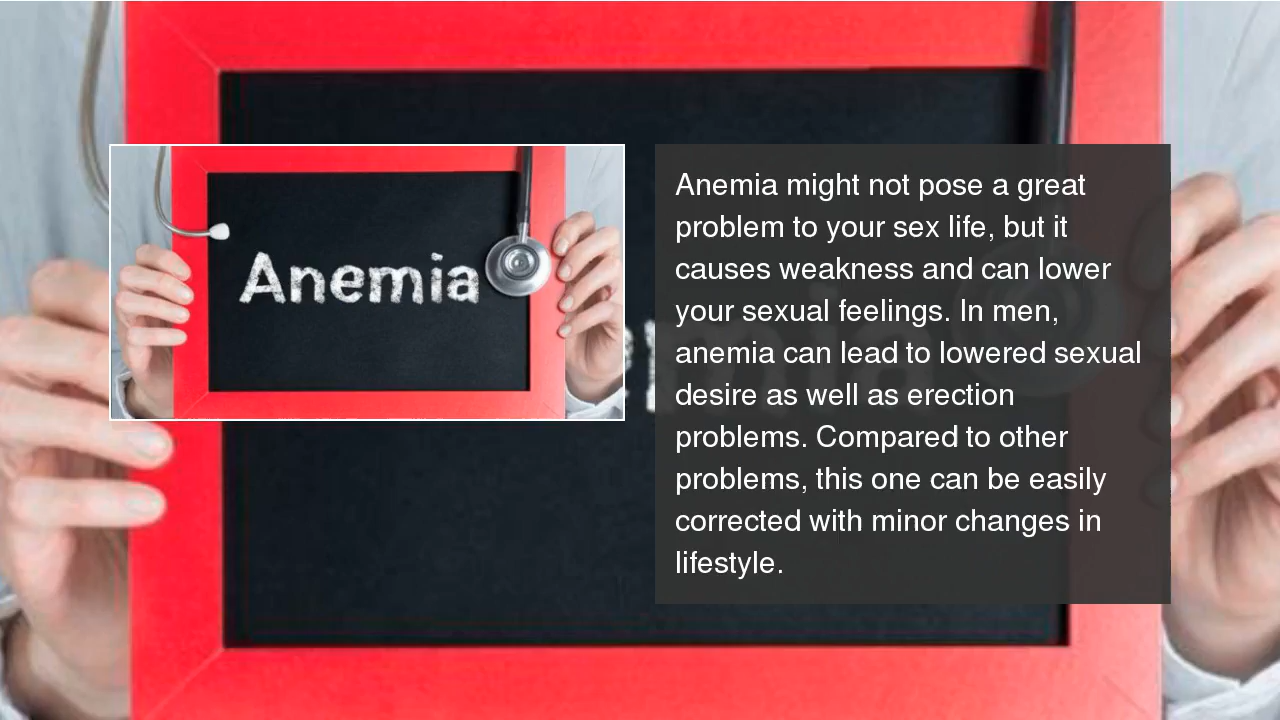 Anemia
Anemia might not pose a great
problem to your sex life, but it
causes weakness and can lower
your sexual feelings. In men,
anemia can lead to lowered sexual
desire as well as erection
problems. Compared to other
problems, this one can be easily
corrected with minor changes in
lifestyle.